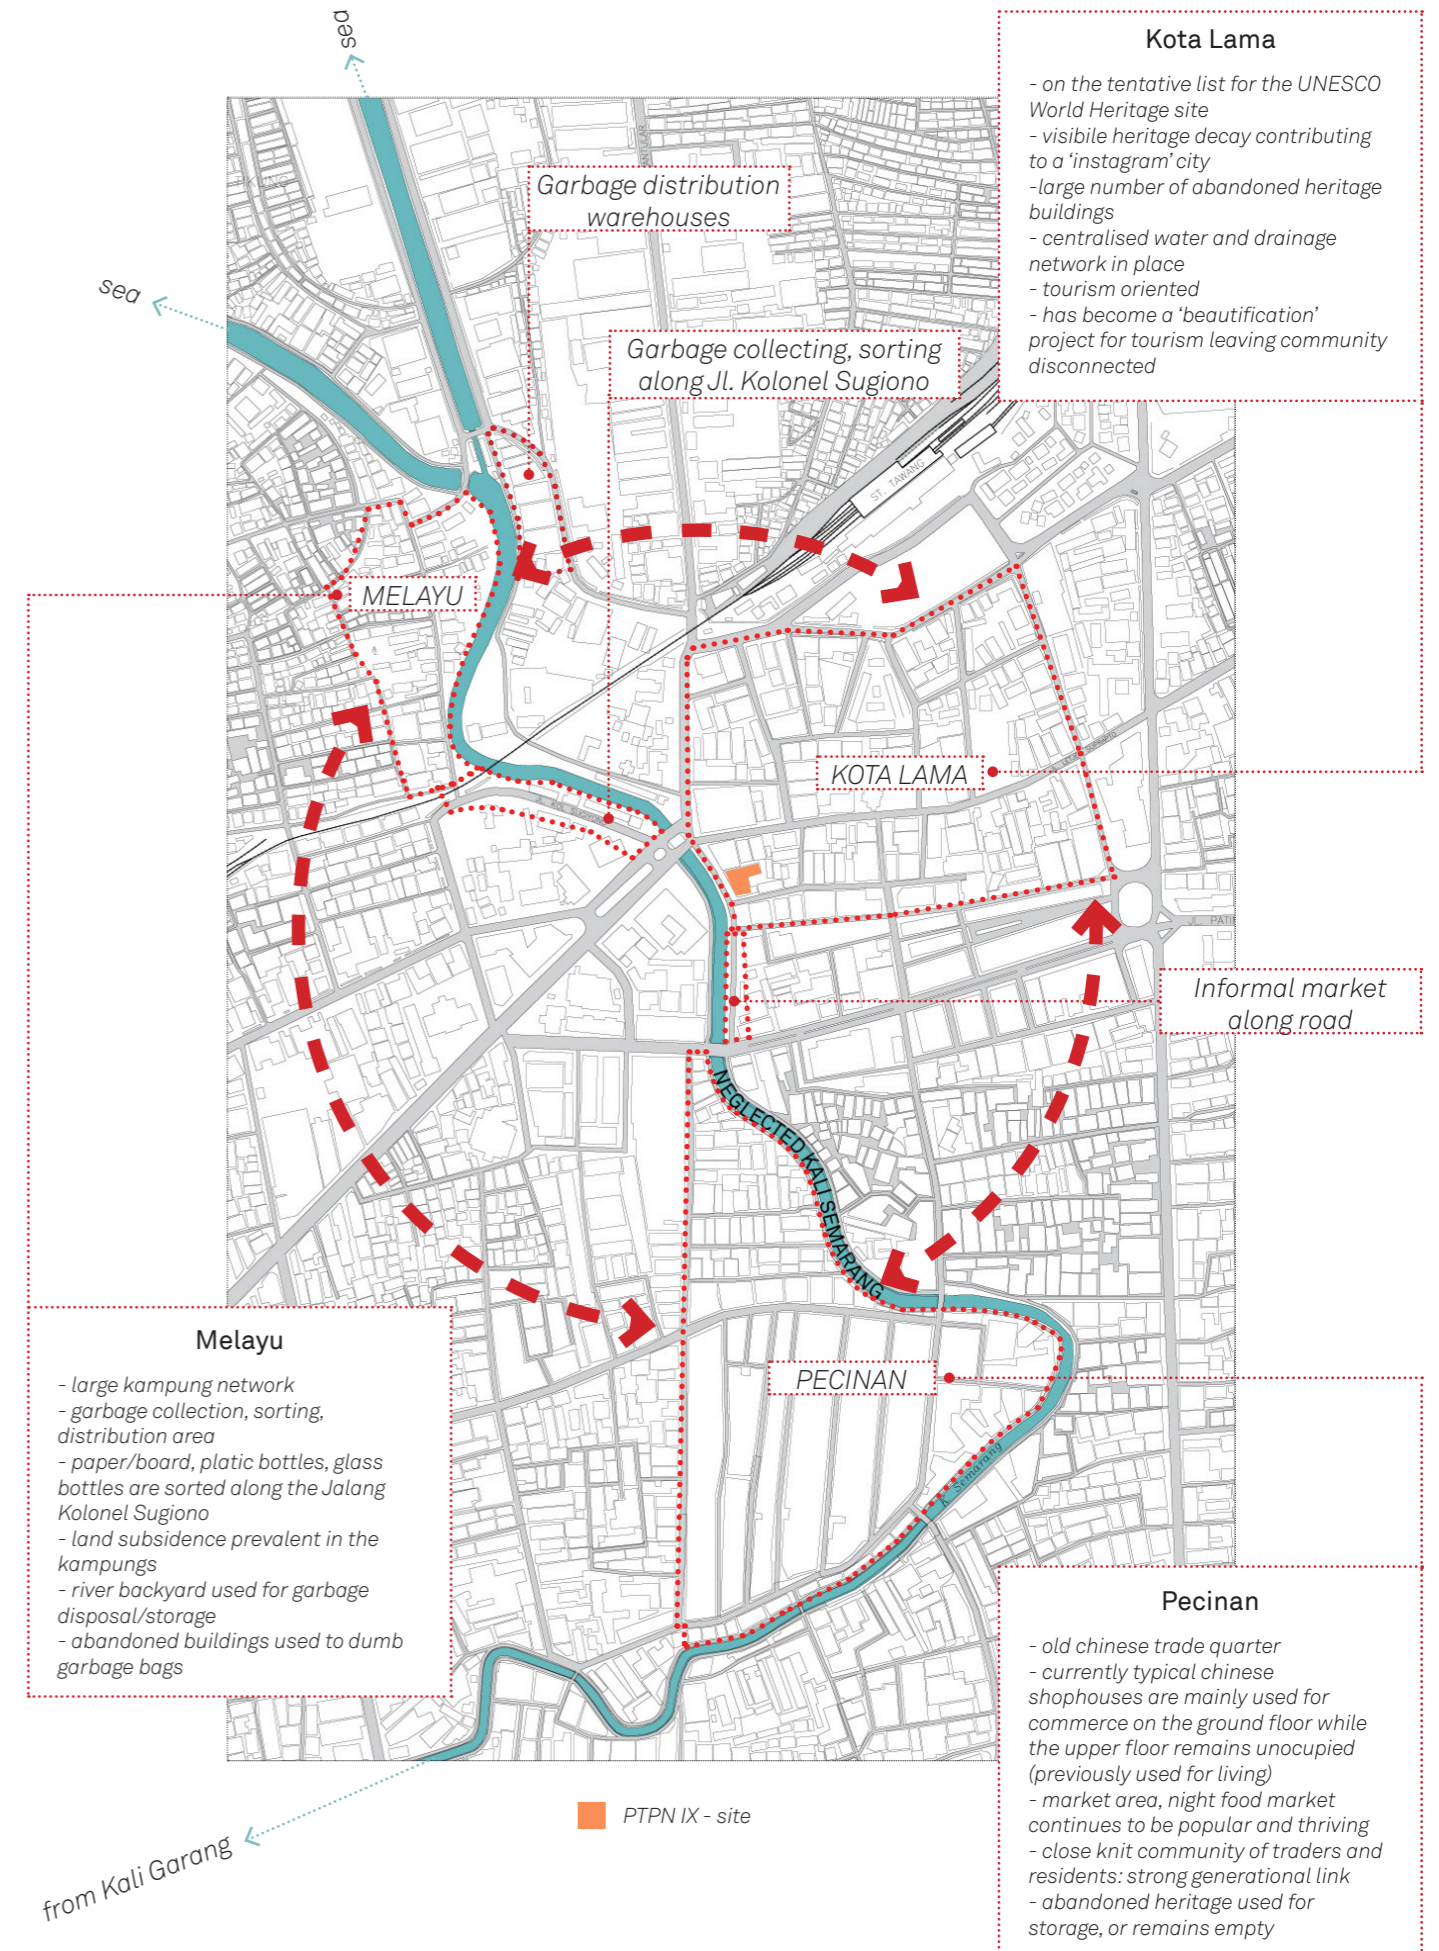 sea
sea
Kota Lama
- on the tentative list for the UNESCO
World Heritage site
- visibile heritage decay contributing
to a ‘instagram’ city
-large number of abandoned heritage
buildings
- centralised water and drainage
network in place
- tourism oriented
- has become a ‘beautification’
project for tourism leaving community
disconnected
Garbage distribution
warehouses
Garbage collecting, sorting
along Jl. Kolonel Sugiono
ST. TAWANG
MELAYU
KOTA LAMA
JL. PATI
Informal market
along road
NEGLECTED KALI SEMARANG
PECINAN
K. Semarang
Melayu
- large kampung network
- garbage collection, sorting,
distribution area
- paper/board, platic bottles, glass
bottles are sorted along the Jalang
Kolonel Sugiono
- land subsidence prevalent in the
kampungs
- river backyard used for garbage
disposal/storage
- abandoned buildings used to dumb
garbage bags
Pecinan
- old chinese trade quarter
- currently typical chinese
shophouses are mainly used for
commerce on the ground floor while
the upper floor remains unocupied
(previously used for living)
- market area, night food market
continues to be popular and thriving
- close knit community of traders and
residents: strong generational link
- abandoned heritage used for
storage, or remains empty
PTPN IX - site
from Kali Garang